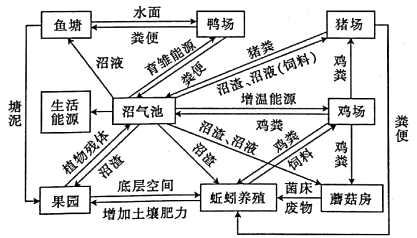 水面
鱼塘
鸭场
猪场
粪便
沼液
育雏能源
粪便
猪粪
沼渣、沼液(饲料)
鸡粪
塘泥
生活能源
沼气池
增温能源
鸡场
鸡粪
植物残体
沼渣
沼渣
沼渣、沼液
鸡粪
饲料
鸡粪
果园
底层空间
增加土壤肥力
蚯蚓养殖
菌床
废物
蘑菇房